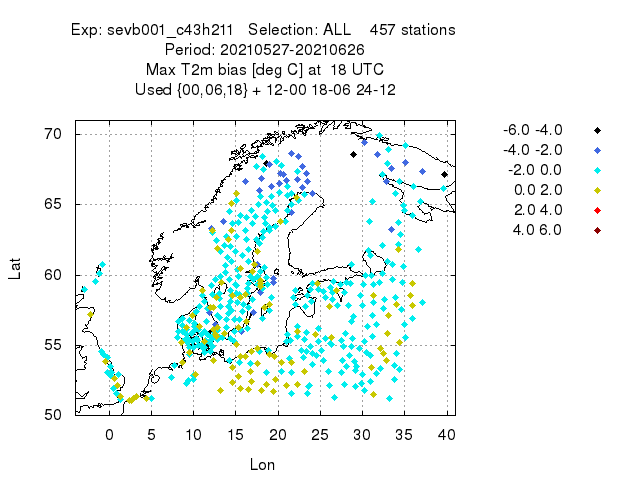 Exp: sevb001_c43h211 Selection: ALL 457 stations
Period: 20210527-20210626
Max T2m bias [deg C] at 18 UTC
Used {00,06,18} + 12-00 18-06 24-12
70
65
60
55
50
Lat
0 5 10 15 20 25 30 35 40
Lon
-6.0 -4.0
-4.0 -2.0
-2.0 0.0
0.0 2.0
2.0 4.0
4.0 6.0